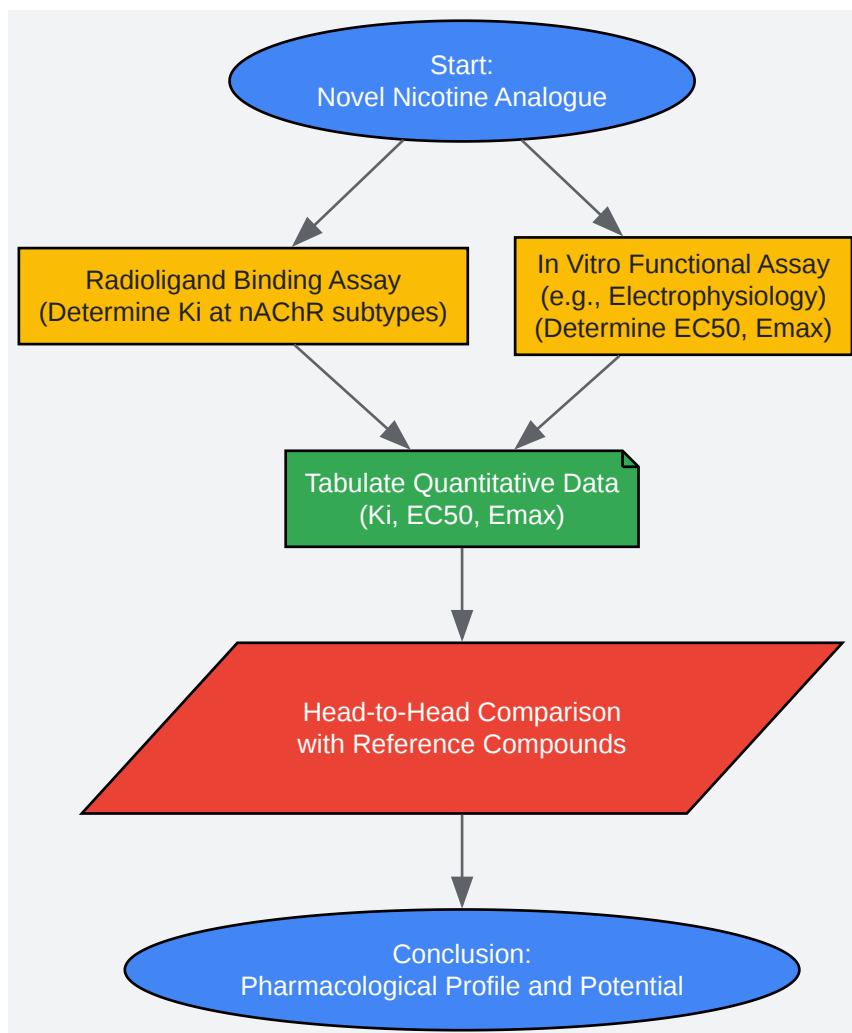 Start:
Novel Nicotine Analogue
Radioligand Binding Assay
(Determine Ki at nAChR subtypes)
In Vitro Functional Assay
(e.g., Electrophysiology)
(Determine EC50, Emax)
Tabulate Quantitative Data
(Ki, EC50, Emax)
Head-to-Head Comparison
with Reference Compounds
Conclusion:
Pharmacological Profile and Potential